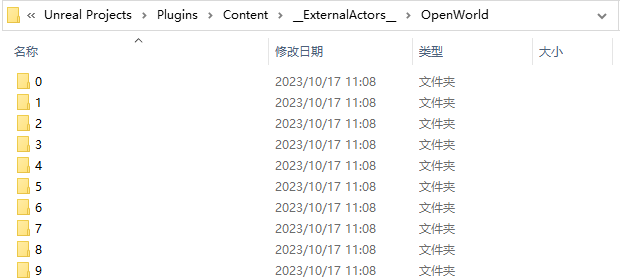 « Unreal Projects > Plugins > Content > __ExternalActors__ > OpenWorld
名称 修改日期 类型 大小
0 2023/10/17 11:08 文件夹
1 2023/10/17 11:08 文件夹
2 2023/10/17 11:08 文件夹
3 2023/10/17 11:08 文件夹
4 2023/10/17 11:08 文件夹
5 2023/10/17 11:08 文件夹
6 2023/10/17 11:08 文件夹
7 2023/10/17 11:08 文件夹
8 2023/10/17 11:08 文件夹
9 2023/10/17 11:08 文件夹